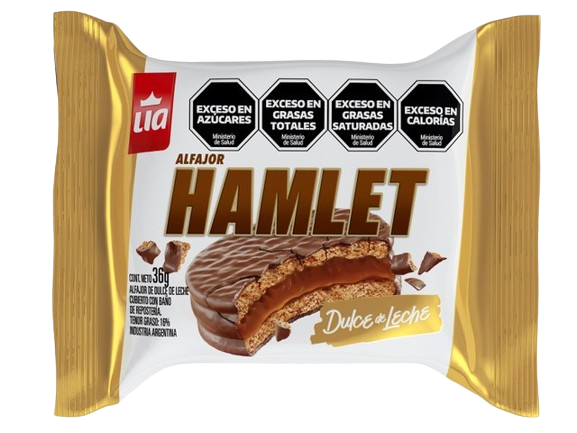 Lia
EXCESO EN
AZÚCARES
Ministerio
de Salud
EXCESO EN
GRASAS
TOTALES
Ministerio
de Salud
EXCESO EN
GRASAS
SATURADAS
Ministerio
de Salud
EXCESO EN
CALORÍAS
Ministerio
de Salud
ALFAJOR
HAMLET
CONT. NETO 36g
ALFAJOR DE DULCE DE LECHE
CUBIERTO CON BAÑO
DE REPOSTERÍA.
TENOR GRASO: 16%
INDUSTRIA ARGENTINA
Dulce de Leche